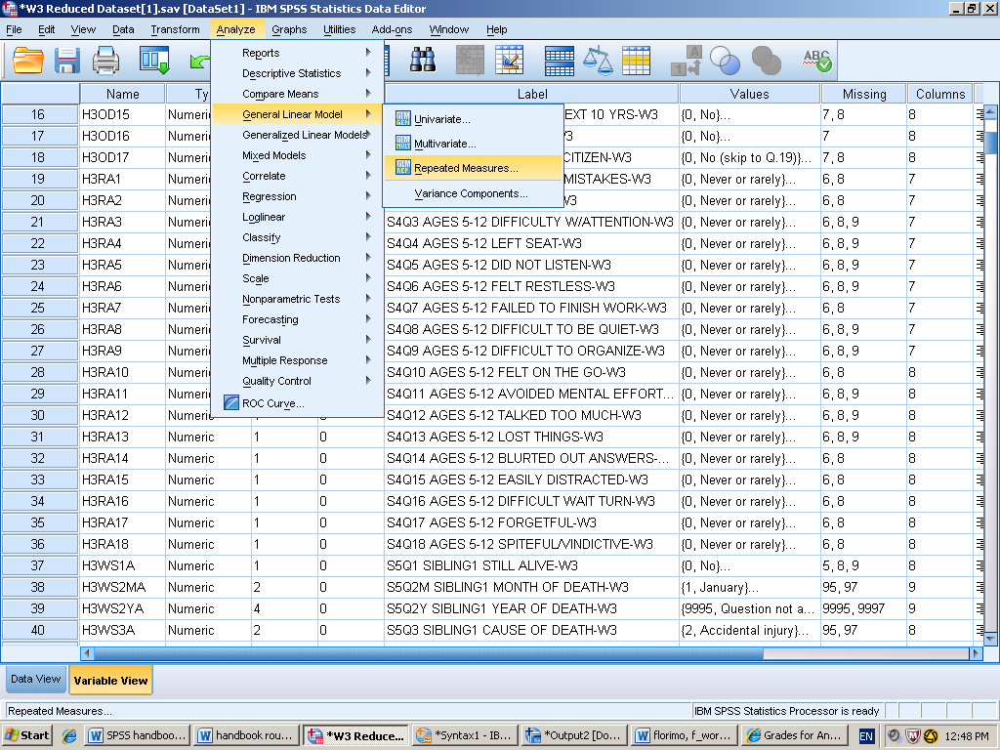 *W3 Reduced Dataset[1].sav [DataSet1] - IBM SPSS Statistics Data Editor
File Edit View Data Transform Analyze Graphs Utilities Add-ons Window Help
Reports
Descriptive Statistics
Compare Means
General Linear Model
Generalized Linear Models
Mixed Models
Correlate
Regression
Loglinear
Classify
Dimension Reduction
Scale
Nonparametric Tests
Forecasting
Survival
Multiple Response
Quality Control
ROC Curve...
Univariate...
Multivariate...
Repeated Measures...
Variance Components...
Name Ty Label Values Missing Columns
16 H3OD15 Numeric EXT 10 YRS-W3 {0, No}... 7, 8 8
17 H3OD16 Numeric 3 {0, No}... 7, 8 8
18 H3OD17 Numeric CITIZEN-W3 {0, No (skip to Q.19)}... 7, 8 8
19 H3RA1 Numeric MISTAKES-W3 {0, Never or rarely}... 6, 8 7
20 H3RA2 Numeric W3 {0, Never or rarely}... 6, 8 7
21 H3RA3 Numeric S4Q3 AGES 5-12 DIFFICULTY W/ATTENTION-W3 {0, Never or rarely}... 6, 8, 9 7
22 H3RA4 Numeric S4Q4 AGES 5-12 LEFT SEAT-W3 {0, Never or rarely}... 6, 8, 9 7
23 H3RA5 Numeric S4Q5 AGES 5-12 DID NOT LISTEN-W3 {0, Never or rarely}... 6, 8, 9 7
24 H3RA6 Numeric S4Q6 AGES 5-12 FELT RESTLESS-W3 {0, Never or rarely}... 6, 8, 9 7
25 H3RA7 Numeric S4Q7 AGES 5-12 FAILED TO FINISH WORK-W3 {0, Never or rarely}... 6, 8 7
26 H3RA8 Numeric S4Q8 AGES 5-12 DIFFICULT TO BE QUIET-W3 {0, Never or rarely}... 6, 8, 9 7
27 H3RA9 Numeric S4Q9 AGES 5-12 DIFFICULT TO ORGANIZE-W3 {0, Never or rarely}... 6, 8, 9 7
28 H3RA10 Numeric S4Q10 AGES 5-12 FELT ON THE GO-W3 {0, Never or rarely}... 6, 8 8
29 H3RA11 Numeric S4Q11 AGES 5-12 AVOIDED MENTAL EFFORT... {0, Never or rarely}... 6, 8, 9 8
30 H3RA12 Numeric S4Q12 AGES 5-12 TALKED TOO MUCH-W3 {0, Never or rarely}... 6, 8, 9 8
31 H3RA13 Numeric 1 0 S4Q13 AGES 5-12 LOST THINGS-W3 {0, Never or rarely}... 6, 8, 9 8
32 H3RA14 Numeric 1 0 S4Q14 AGES 5-12 BLURTED OUT ANSWERS-... {0, Never or rarely}... 6, 8 8
33 H3RA15 Numeric 1 0 S4Q15 AGES 5-12 EASILY DISTRACTED-W3 {0, Never or rarely}... 6, 8 8
34 H3RA16 Numeric 1 0 S4Q16 AGES 5-12 DIFFICULT WAIT TURN-W3 {0, Never or rarely}... 6, 8 8
35 H3RA17 Numeric 1 0 S4Q17 AGES 5-12 FORGETFUL-W3 {0, Never or rarely}... 6, 8 8
36 H3RA18 Numeric 1 0 S4Q18 AGES 5-12 SPITEFUL/VINDICTIVE-W3 {0, Never or rarely}... 6, 8 8
37 H3WS1A Numeric 1 0 S5Q1 SIBLING1 STILL ALIVE-W3 {0, No}... 5, 8, 9 8
38 H3WS2MA Numeric 2 0 S5Q2M SIBLING1 MONTH OF DEATH-W3 {1, January}... 95, 97 9
39 H3WS2YA Numeric 4 0 S5Q2Y SIBLING1 YEAR OF DEATH-W3 {9995, Question not a... 9995, 9997 9
40 H3WS3A Numeric 2 0 S5Q3 SIBLING1 CAUSE OF DEATH-W3 {2, Accidental injury}... 95, 97 8
Data View Variable View
Repeated Measures... IBM SPSS Statistics Processor is ready
Start SPSS handboo... handbook rou... *W3 Reduce... *Syntax1 - IB... *Output2 [Do... florimo, f_wor... Grades for An... EN 12:48 PM